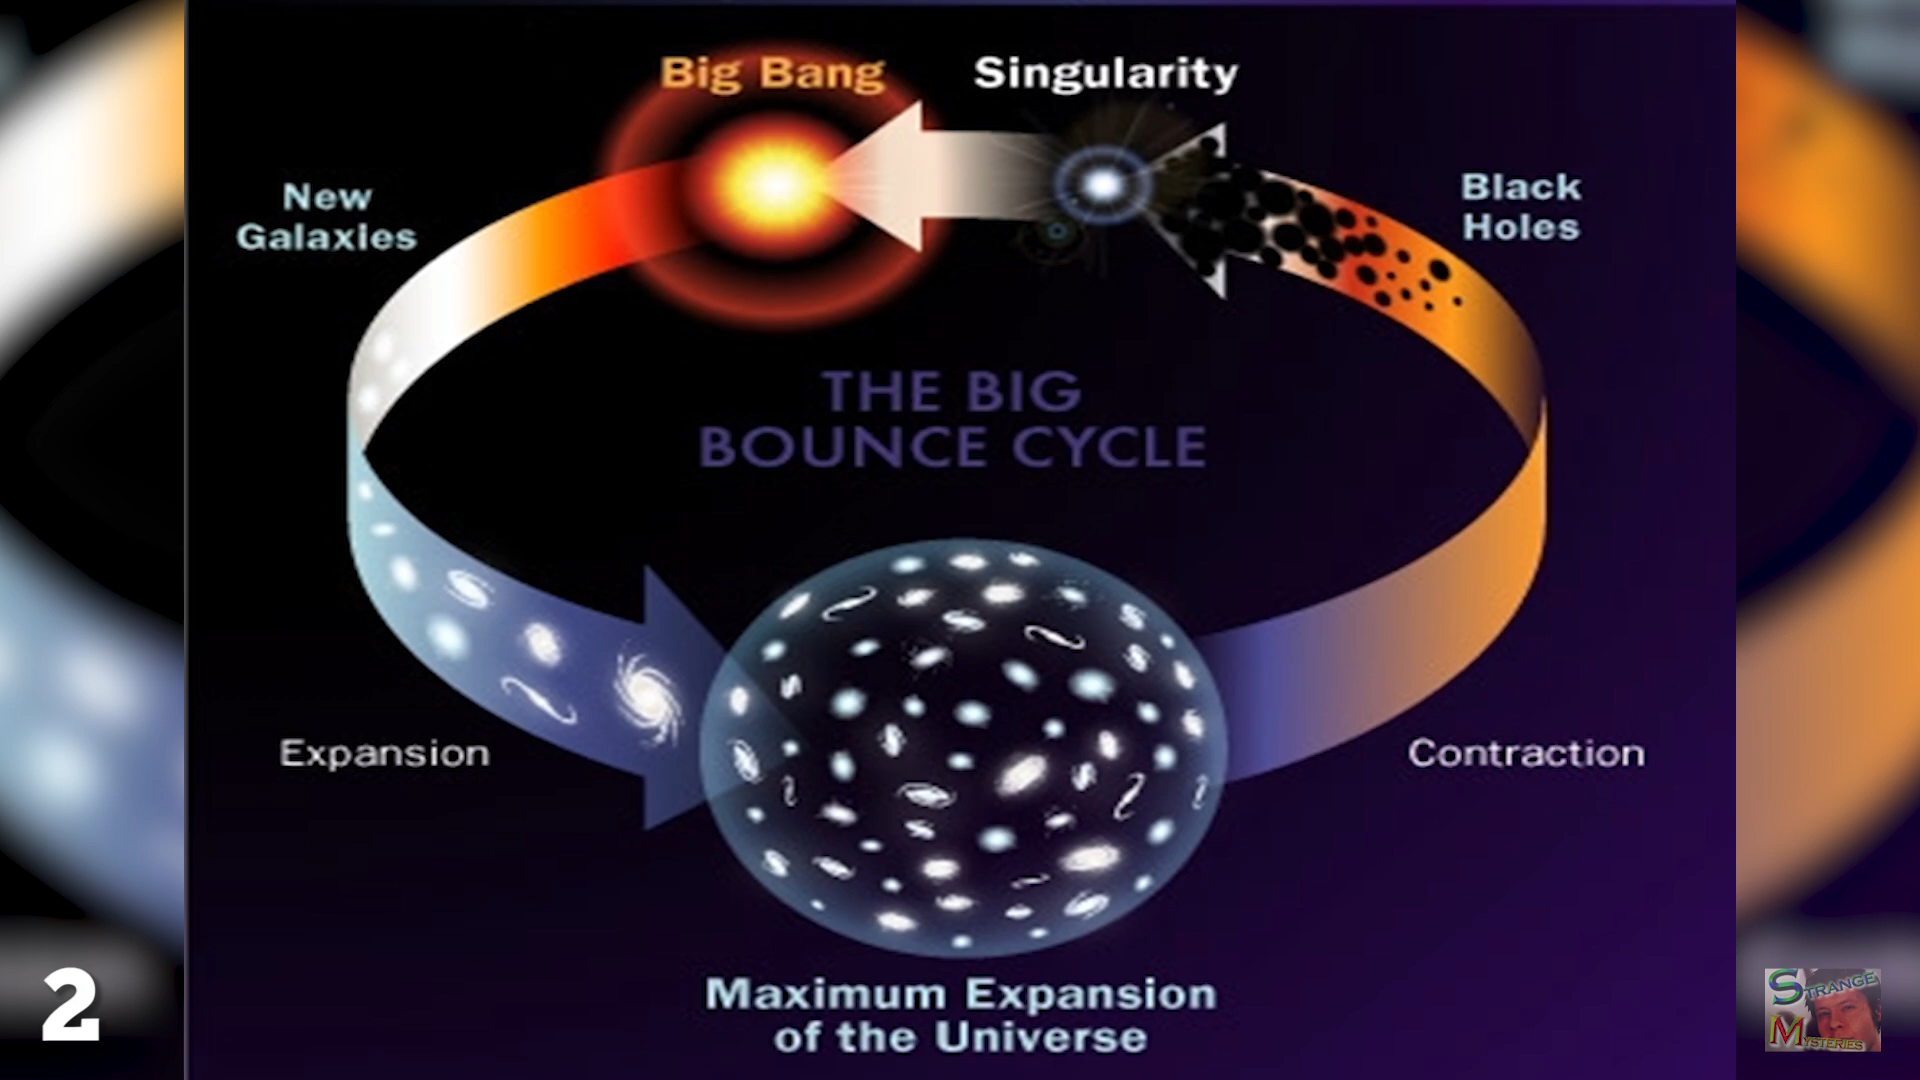 Big Bang
Singularity
New
Galaxies
Black
Holes
THE BIG
BOUNCE CYCLE
Expansion
Contraction
Maximum Expansion
of the Universe
2
STRANGE
MYSTERIES